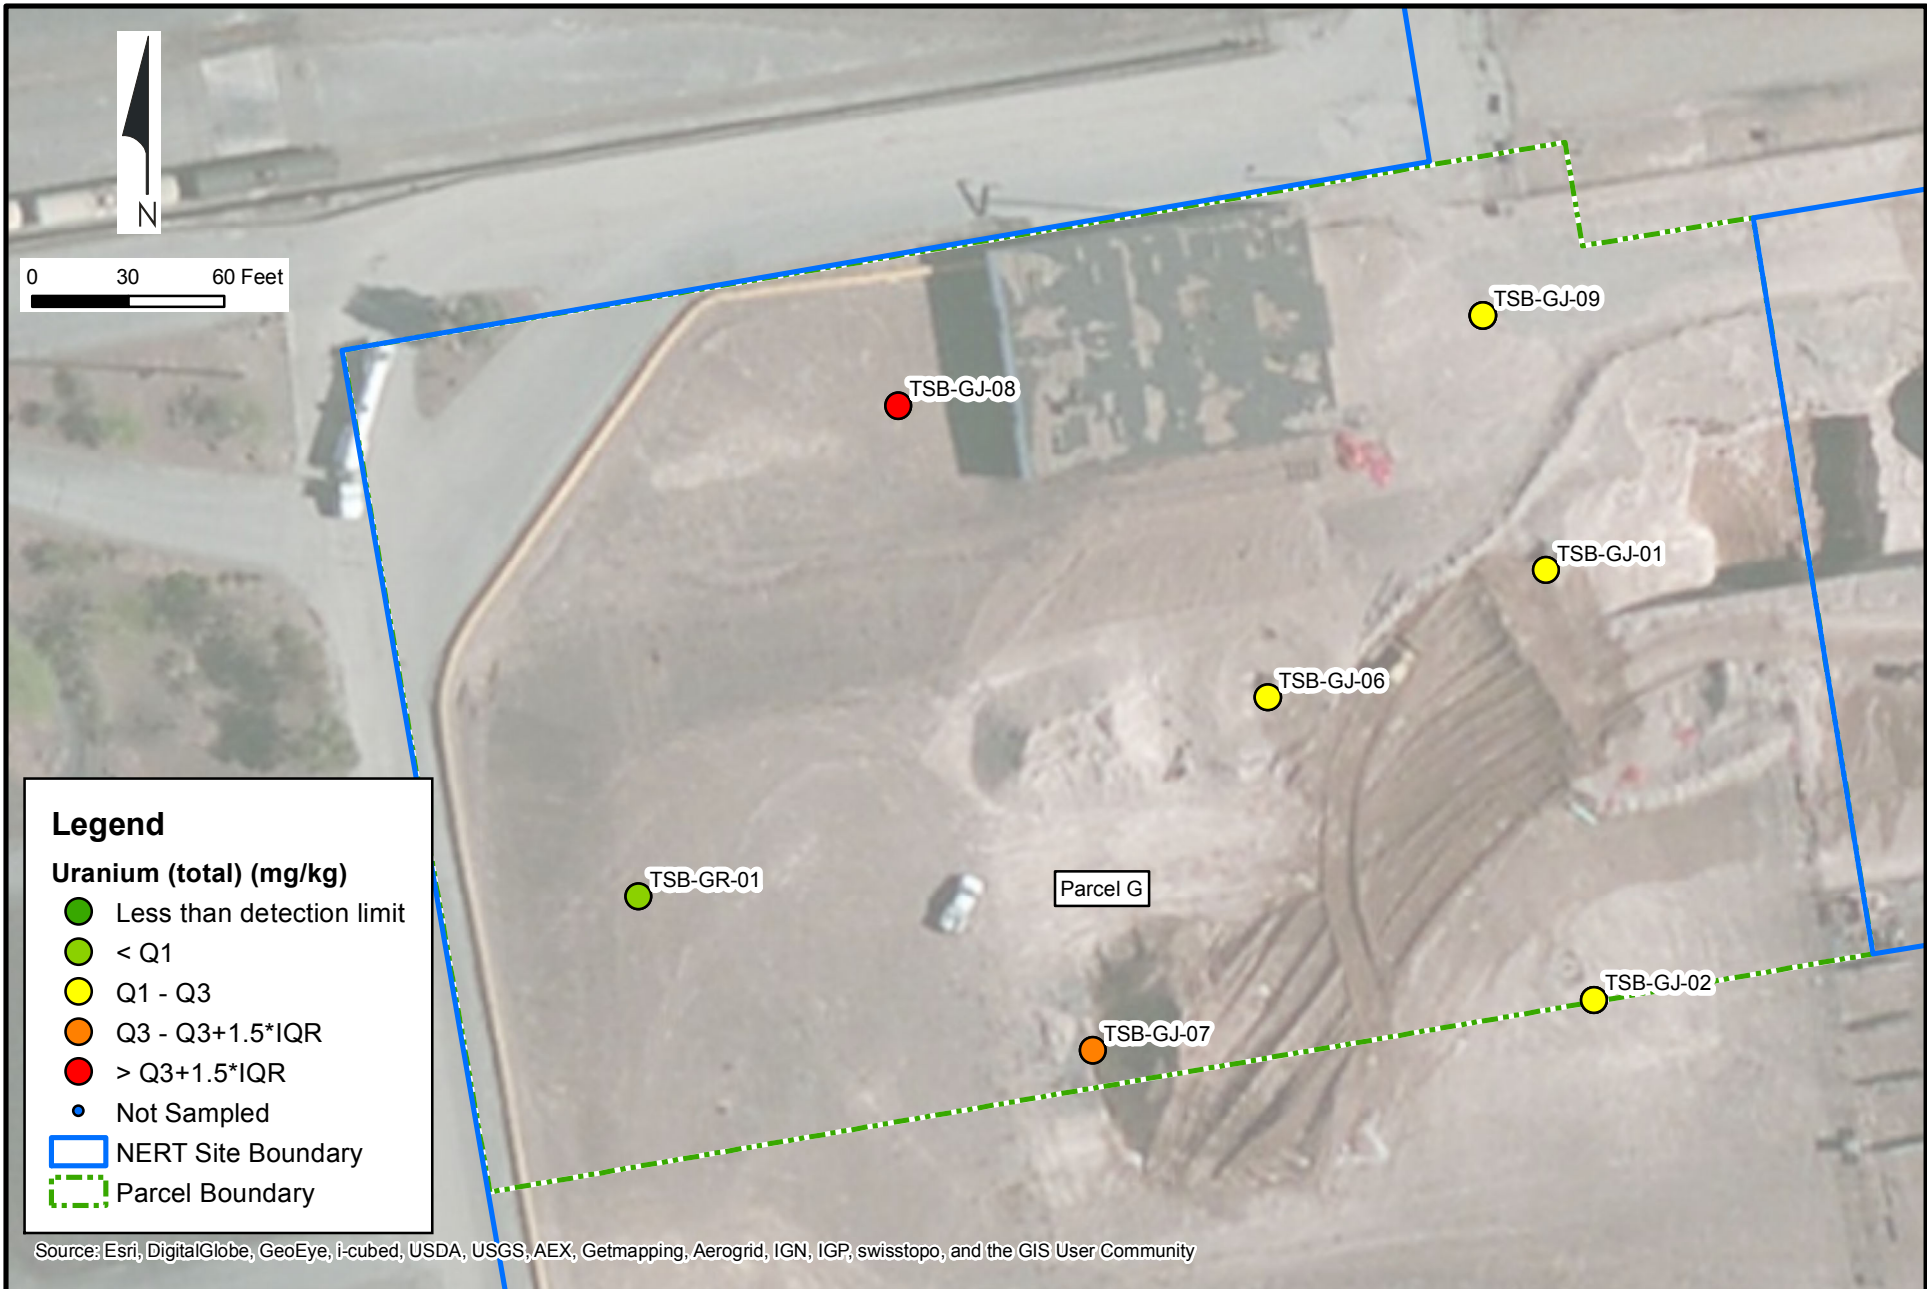 N
0 30 60 Feet
TSB-GJ-09
TSB-GJ-08
TSB-GJ-01
TSB-GJ-06
TSB-GR-01
Parcel G
TSB-GJ-02
TSB-GJ-07
Legend
Uranium (total) (mg/kg)
Less than detection limit
< Q1
Q1 - Q3
Q3 - Q3+1.5*IQR
> Q3+1.5*IQR
Not Sampled
NERT Site Boundary
Parcel Boundary
Source: Esri, DigitalGlobe, GeoEye, i-cubed, USDA, USGS, AEX, Getmapping, Aerogrid, IGN, IGP, swisstopo, and the GIS User Community